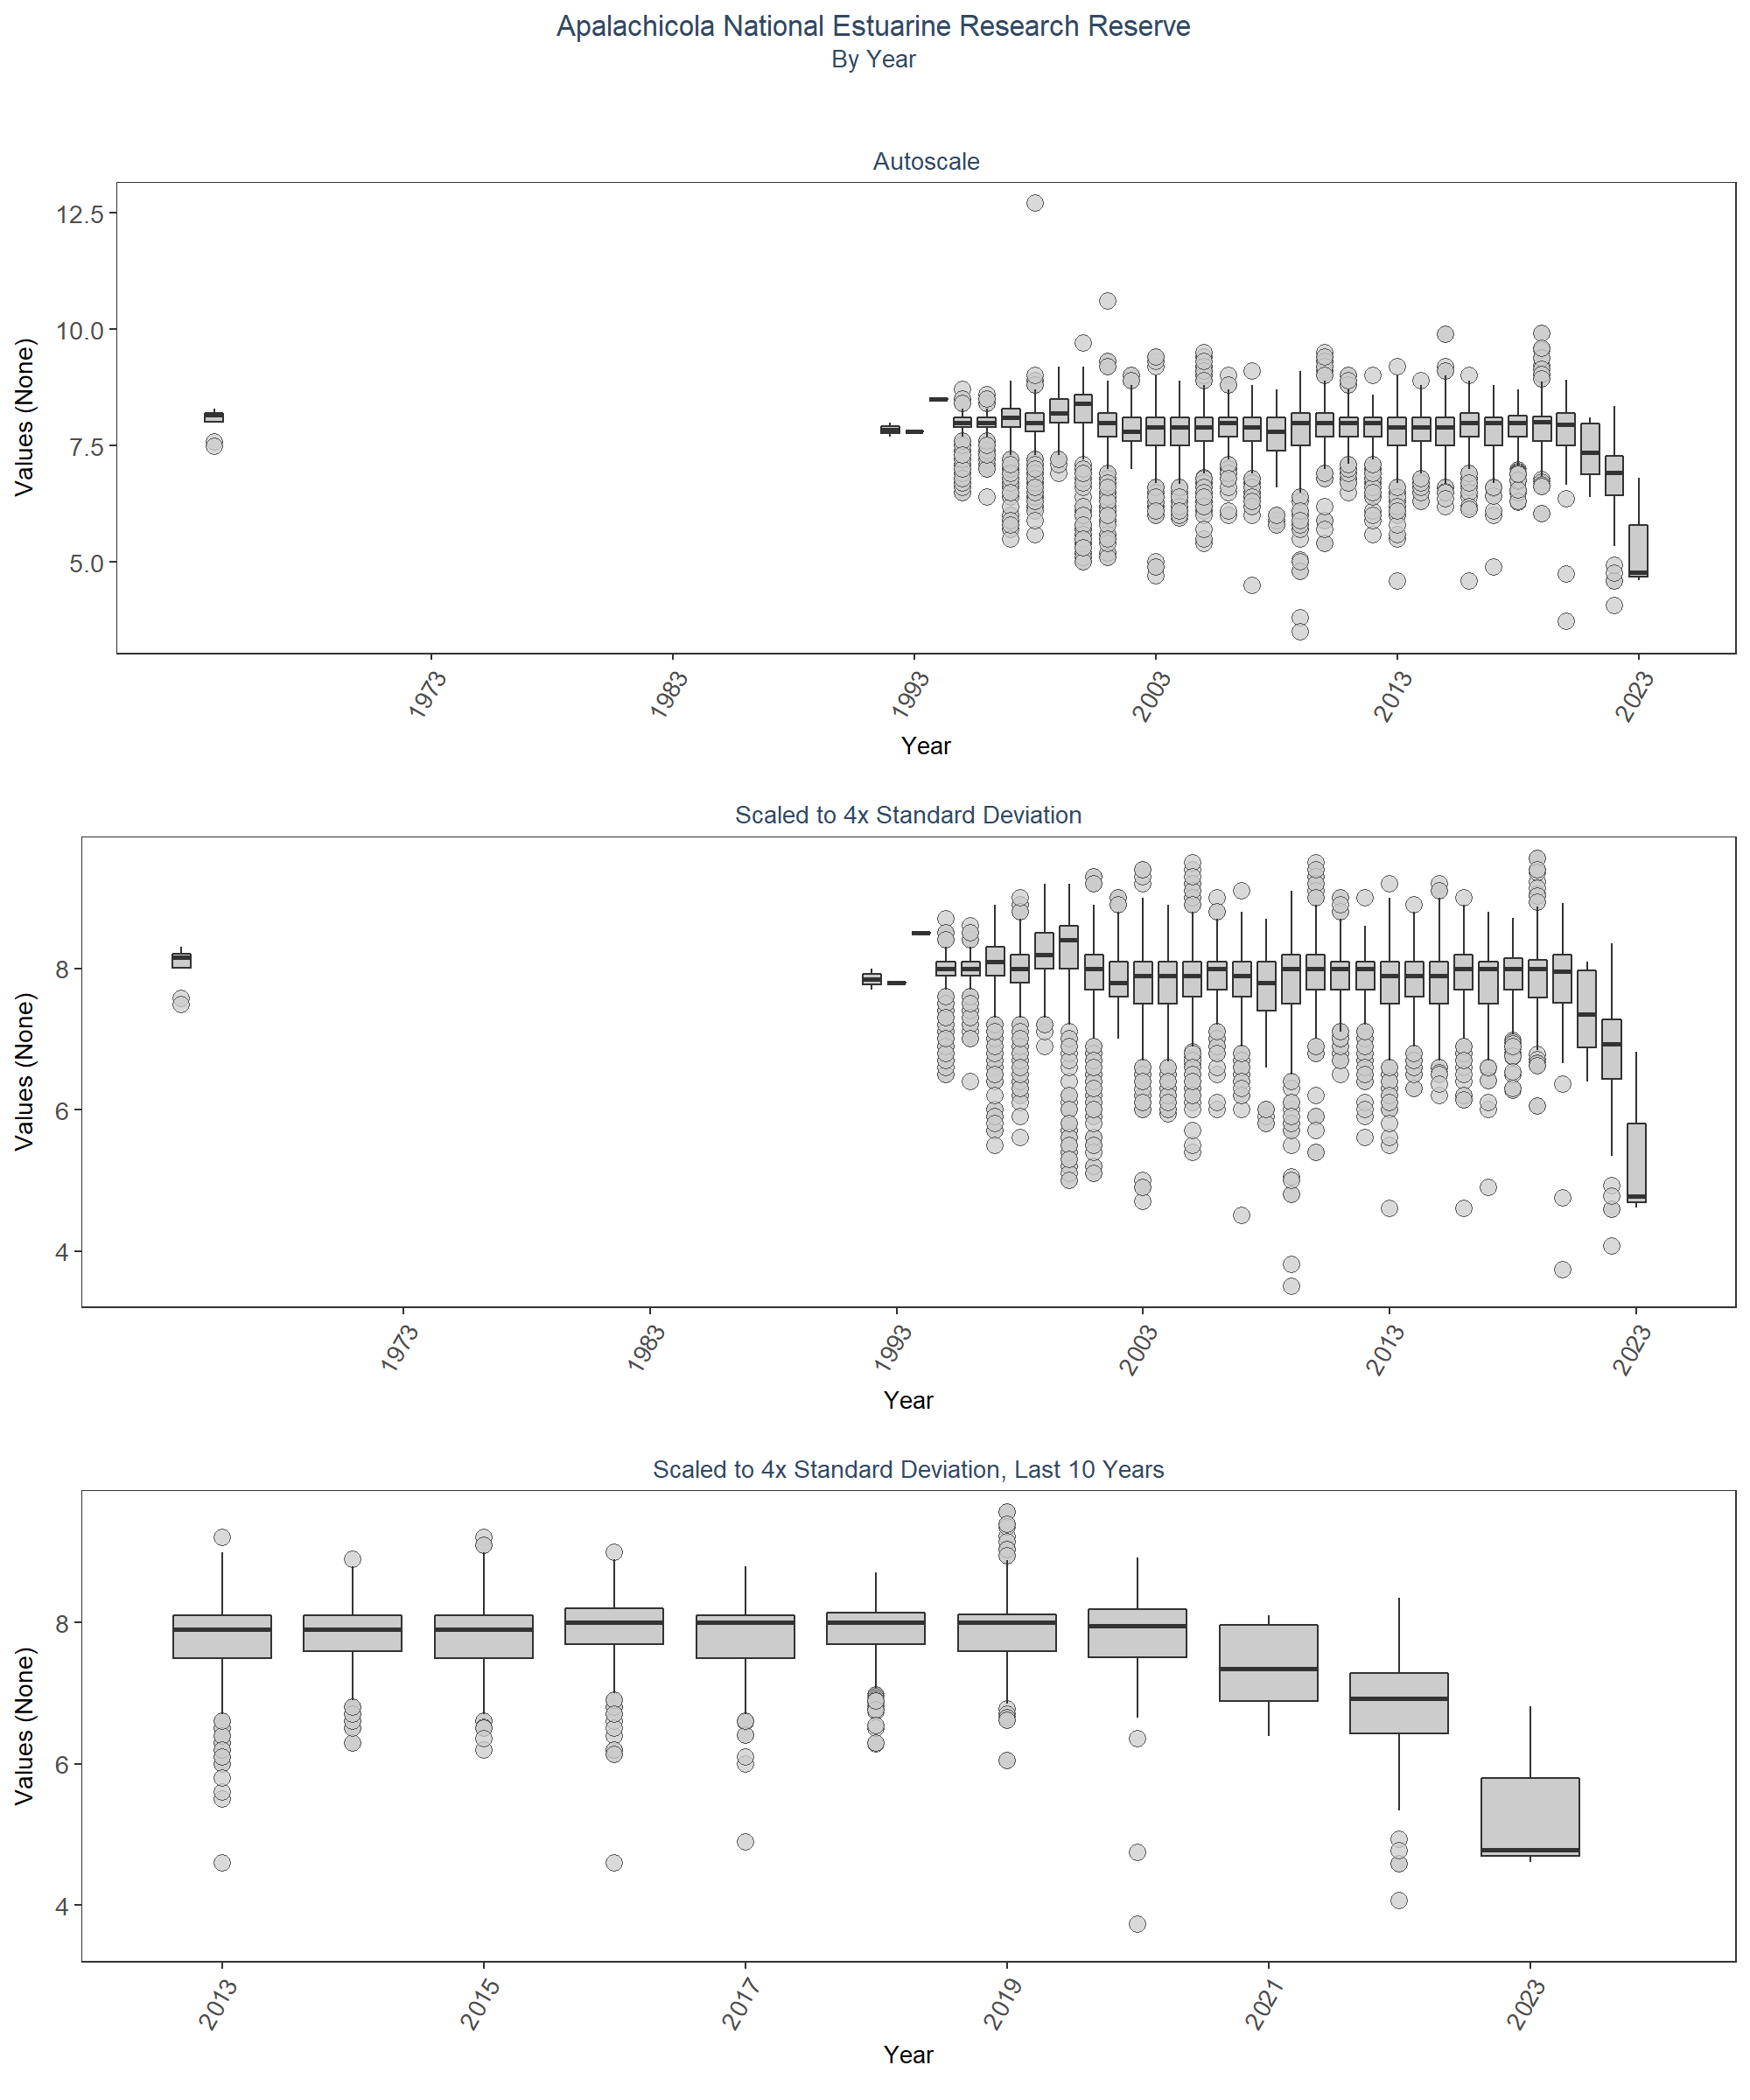 Apalachicola National Estuarine Research Reserve
By Year
Autoscale
Values (None)
12.5
10.0
7.5
5.0
1973
1983
1993
2003
2013
2023
Year
Scaled to 4x Standard Deviation
Values (None)
8
6
4
1973
1983
1993
2003
2013
2023
Year
Scaled to 4x Standard Deviation, Last 10 Years
Values (None)
8
6
4
2013
2015
2017
2019
2021
2023
Year